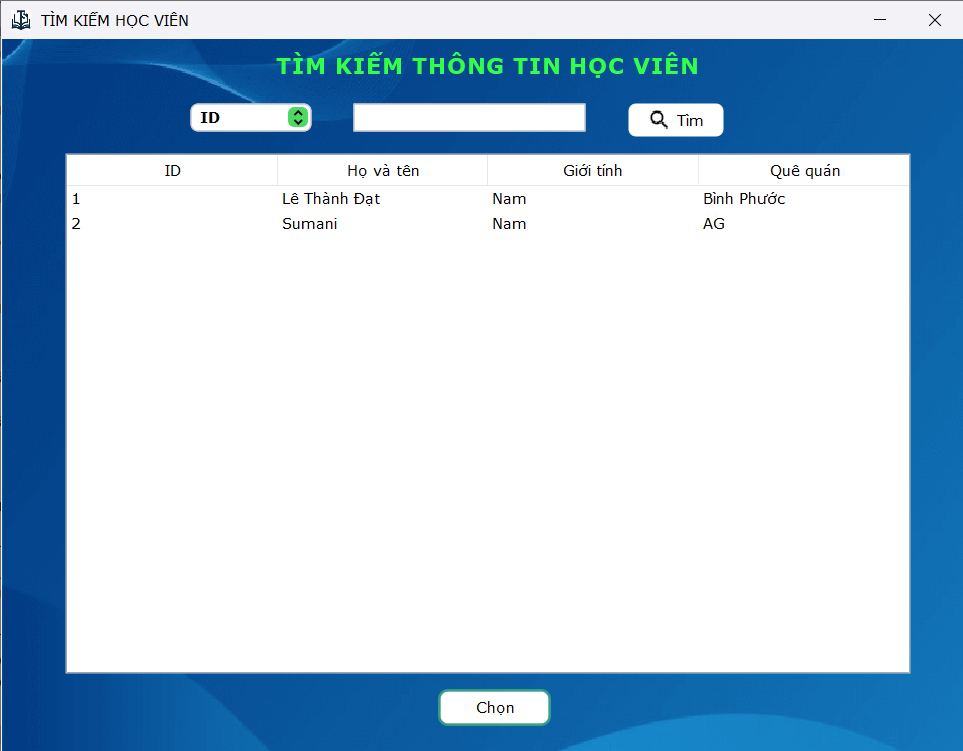 TÌM KIẾM HỌC VIÊN
TÌM KIẾM THÔNG TIN HỌC VIÊN
ID Tìm
ID Họ và tên Giới tính Quê quán
1 Lê Thành Đạt Nam Bình Phước
2 Sumani Nam AG
Chọn